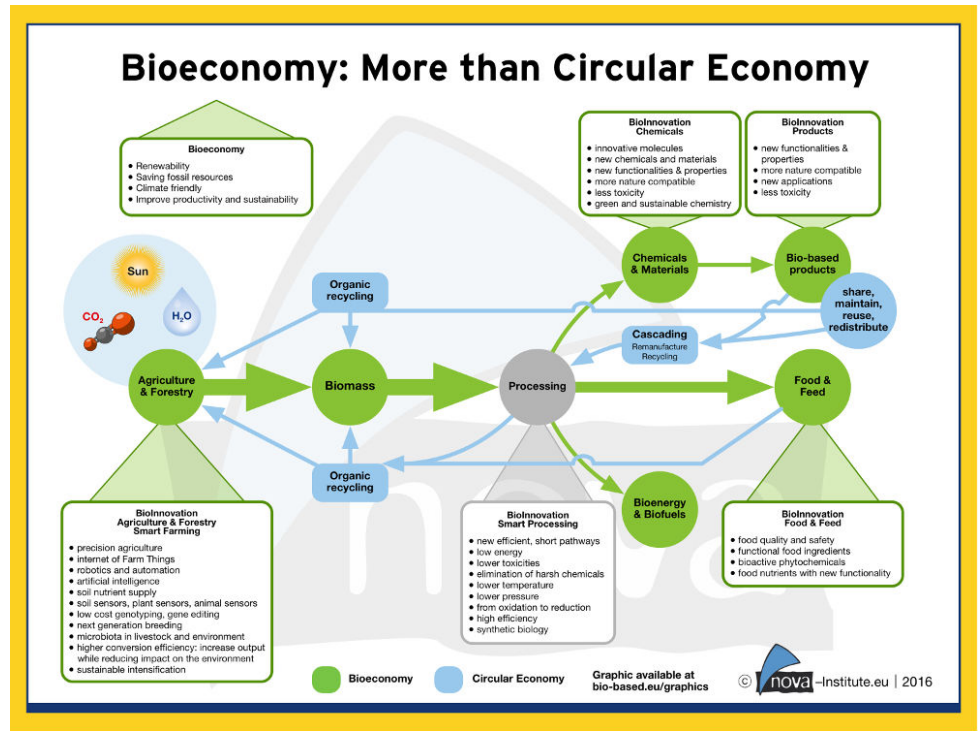 Bioeconomy: More than Circular Economy
Bioeconomy
• Renewability
• Saving fossil resources
• Climate friendly
• Improve productivity and sustainability
BioInnovation
Chemicals
• innovative molecules
• new chemicals and materials
• new functionalities & properties
• more nature compatible
• less toxicity
• green and sustainable chemistry
BioInnovation
Products
• new functionalities &
properties
• more nature compatible
• new applications
• less toxicity
Sun
CO2
H2O
Organic
recycling
Chemicals
& Materials
Bio-based
products
share,
maintain,
reuse,
redistribute
Cascading
Remanufacture
Recycling
Agriculture
& Forestry
Biomass
Processing
Food &
Feed
Organic
recycling
Bioenergy
& Biofuels
BioInnovation
Agriculture & Forestry
Smart Farming
• precision agriculture
• internet of Farm Things
• robotics and automation
• artificial intelligence
• soil nutrient supply
• soil sensors, plant sensors, animal sensors
• low cost genotyping, gene editing
• next generation breeding
• microbiota in livestock and environment
• higher conversion efficiency: increase output
while reducing impact on the environment
• sustainable intensification
BioInnovation
Smart Processing
• new efficient, short pathways
• low energy
• lower toxicities
• elimination of harsh chemicals
• lower temperature
• lower pressure
• from oxidation to reduction
• high efficiency
• synthetic biology
BioInnovation
Food & Feed
• food quality and safety
• functional food ingredients
• bioactive phytochemicals
• food nutrients with new functionality
nova
Bioeconomy
Circular Economy
Graphic available at
bio-based.eu/graphics
© nova-Institute.eu | 2016